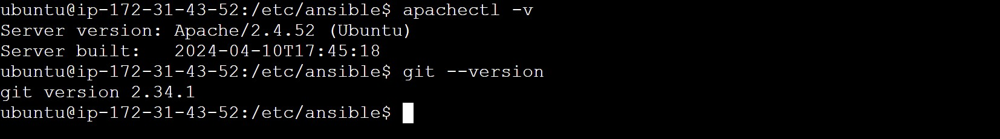 ubuntu@ip-172-31-43-52:/etc/ansible$ apachectl -v
Server version: Apache/2.4.52 (Ubuntu)
Server built:   2024-04-10T17:45:18
ubuntu@ip-172-31-43-52:/etc/ansible$ git --version
git version 2.34.1
ubuntu@ip-172-31-43-52:/etc/ansible$